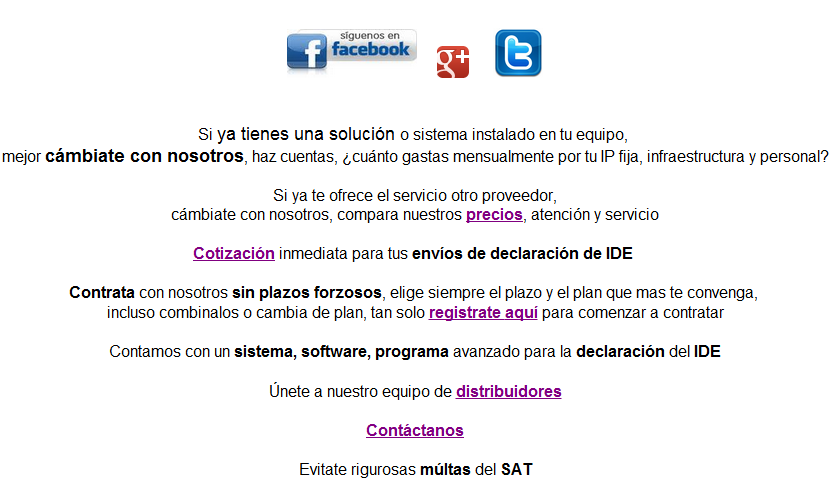 síguenos en
facebook
g+
Si ya tienes una solución o sistema instalado en tu equipo,
mejor cámbiate con nosotros, haz cuentas, ¿cuánto gastas mensualmente por tu IP fija, infraestructura y personal?
Si ya te ofrece el servicio otro proveedor,
cámbiate con nosotros, compara nuestros precios, atención y servicio
Cotización inmediata para tus envíos de declaración de IDE
Contrata con nosotros sin plazos forzosos, elige siempre el plazo y el plan que mas te convenga,
incluso combinalos o cambia de plan, tan solo registrate aquí para comenzar a contratar
Contamos con un sistema, software, programa avanzado para la declaración del IDE
Únete a nuestro equipo de distribuidores
Contáctanos
Evitate rigurosas múltas del SAT